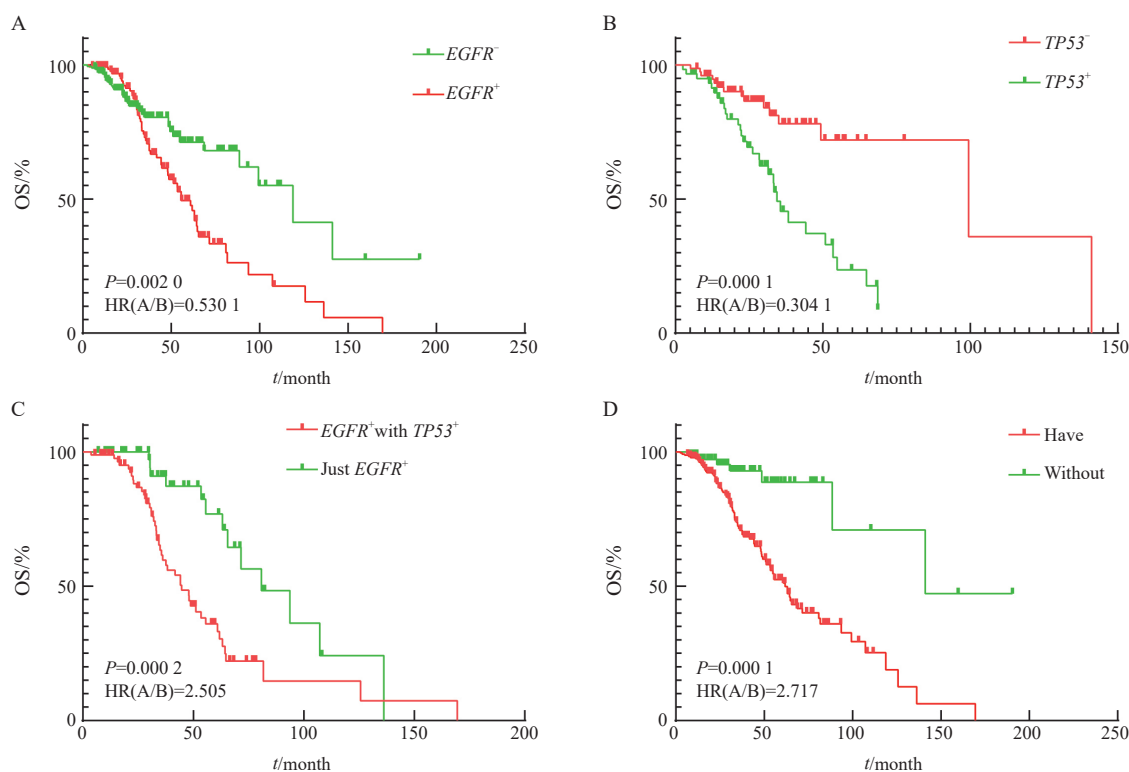 A
EGFR⁻
EGFR⁺
OS/%
100
50
0
P=0.002 0
HR(A/B)=0.530 1
0 50 100 150 200 250
t/month
B
TP53⁻
TP53⁺
OS/%
100
50
0
P=0.000 1
HR(A/B)=0.304 1
0 50 100 150
t/month
C
EGFR⁺with TP53⁺
Just EGFR⁺
OS/%
100
50
0
P=0.000 2
HR(A/B)=2.505
0 50 100 150 200
t/month
D
Have
Without
OS/%
100
50
0
P=0.000 1
HR(A/B)=2.717
0 50 100 150 200 250
t/month